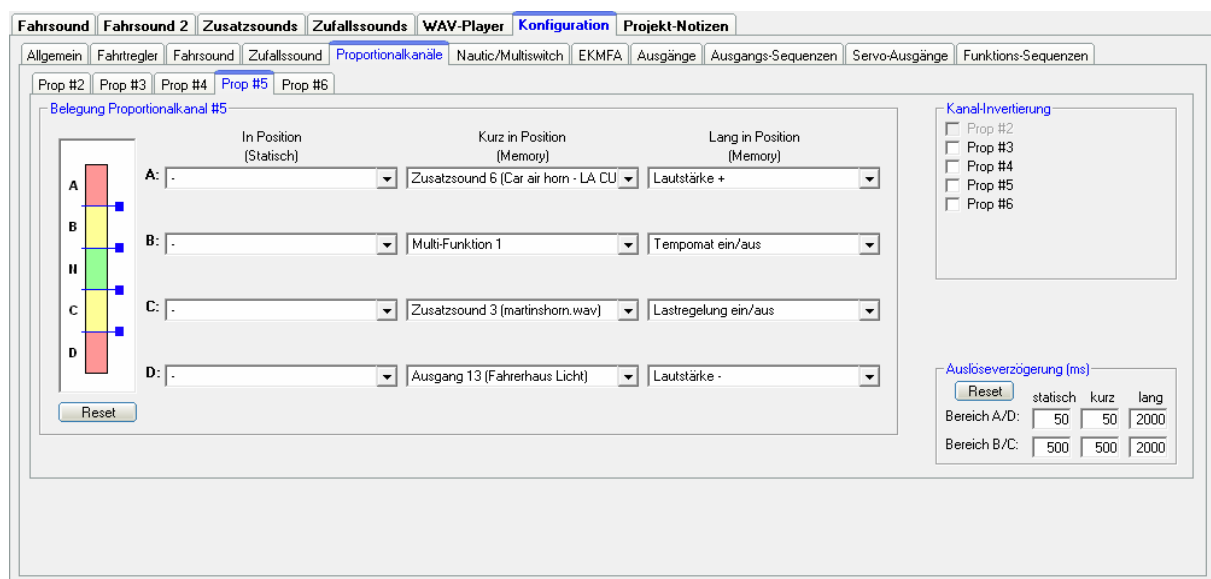 Fahrsound Fahrsound 2 Zusatzsounds Zufallssounds WAV-Player Konfiguration Projekt-Notizen
Allgemein Fahrtregler Fahrsound Zufallssound Proportionalkanäle Nautic/Multiswitch EKMFA Ausgänge Ausgangs-Sequenzen Servo-Ausgänge Funktions-Sequenzen
Prop #2 Prop #3 Prop #4 Prop #5 Prop #6
Belegung Proportionalkanal #5
In Position Kurz in Position Lang in Position
(Statisch) (Memory) (Memory)
A A: - Zusatzsound 6 (Car air horn - LA CU Lautstärke +
B B: - Multi-Funktion 1 Tempomat ein/aus
N
C C: - Zusatzsound 3 (martinshorn.wav) Lastregelung ein/aus
D D: - Ausgang 13 (Fahrerhaus Licht) Lautstärke -
Reset
Kanal-Invertierung
Prop #2
Prop #3
Prop #4
Prop #5
Prop #6
Auslöseverzögerung (ms)
Reset statisch kurz lang
Bereich A/D: 50 50 2000
Bereich B/C: 500 500 2000